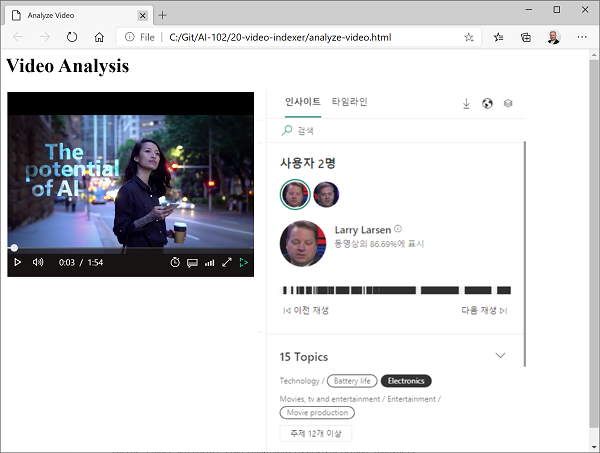 Analyze Video
File
C:/Git/AI-102/20-video-indexer/analyze-video.html
Video Analysis
The
potential
of AI
0:03 / 1:54
인사이트 타임라인
검색
사용자 2명
Larry Larsen
동영상의 86.69%에 표시
이전 재생 다음 재생
15 Topics
Technology / Battery life Electronics
Movies, tv and entertainment / Entertainment /
Movie production
주제 12개 이상